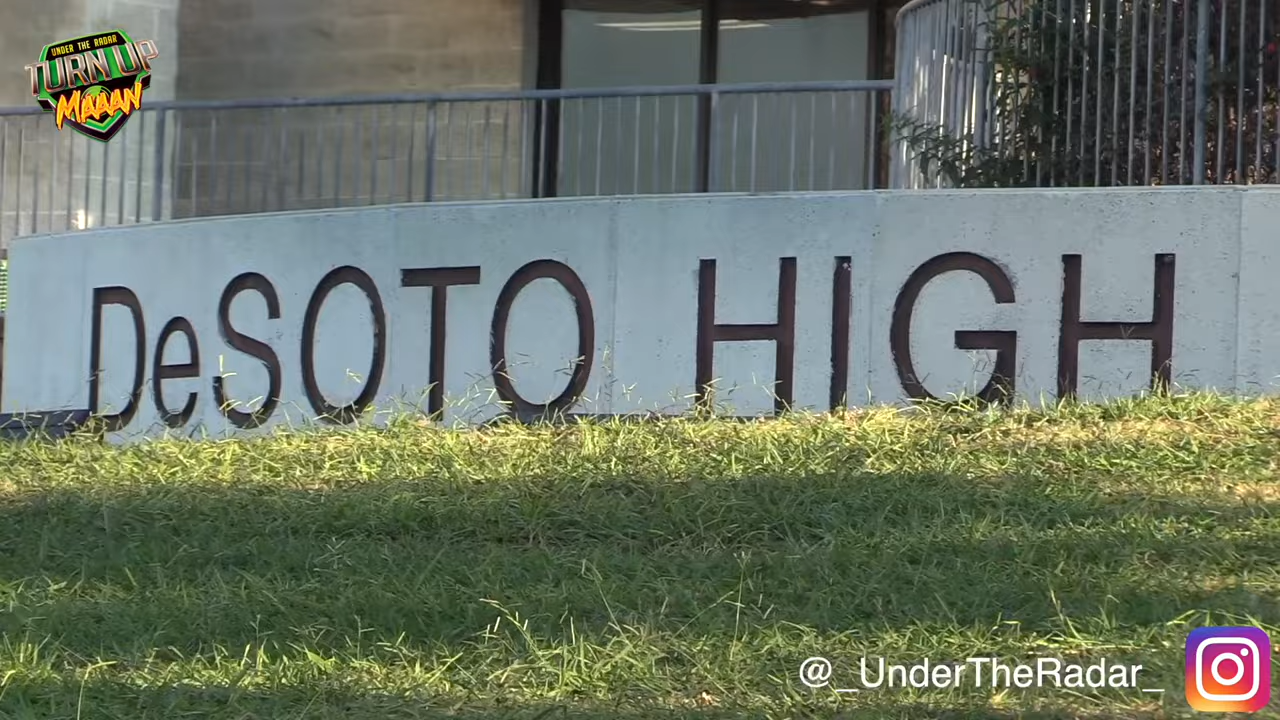 UNDER THE RADAR
TURN UP
MAAAN
DeSOTO HIGH
@_UnderTheRadar_